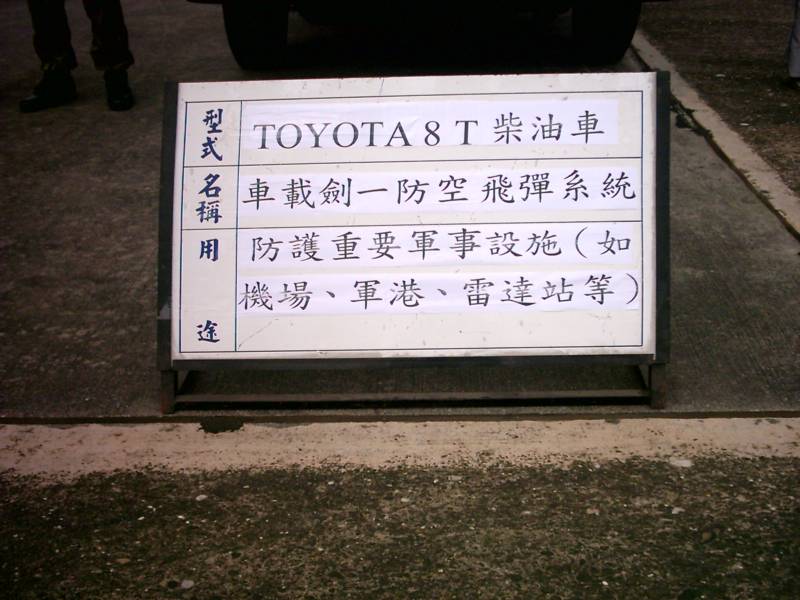 型式 TOYOTA 8 T 柴油車
名稱 車載劍一防空飛彈系統
用途 防護重要軍事設施（如
機場、軍港、雷達站等）